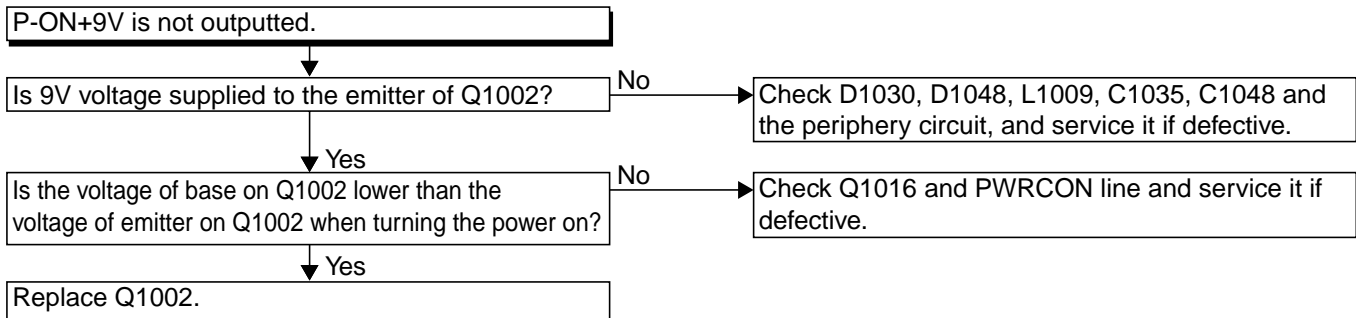 P-ON+9V is not outputted.
Is 9V voltage supplied to the emitter of Q1002?
No
Check D1030, D1048, L1009, C1035, C1048 and
the periphery circuit, and service it if defective.
Yes
Is the voltage of base on Q1002 lower than the
voltage of emitter on Q1002 when turning the power on?
No
Check Q1016 and PWRCON line and service it if
defective.
Yes
Replace Q1002.